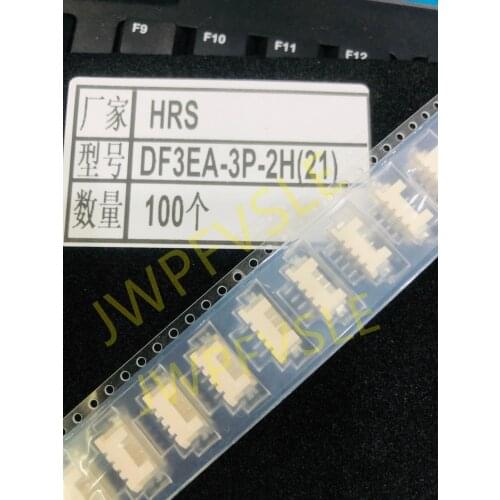 F9
F10
F11
F12
厂家 HRS
型号 DF3EA-3P-2H(21)
数量 100个
JWPFVSLE
JWPFVSLE